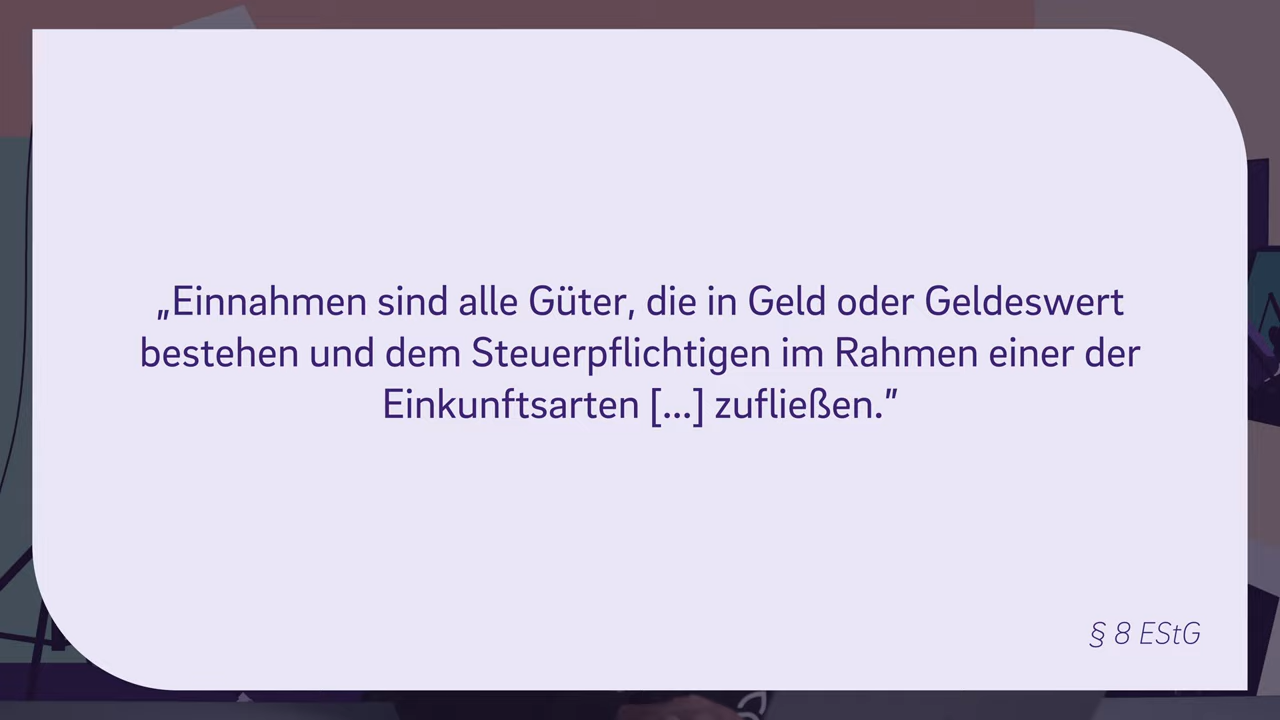 „Einnahmen sind alle Güter, die in Geld oder Geldeswert
bestehen und dem Steuerpflichtigen im Rahmen einer der
Einkunftsarten [...] zufließen.”
§ 8 EStG